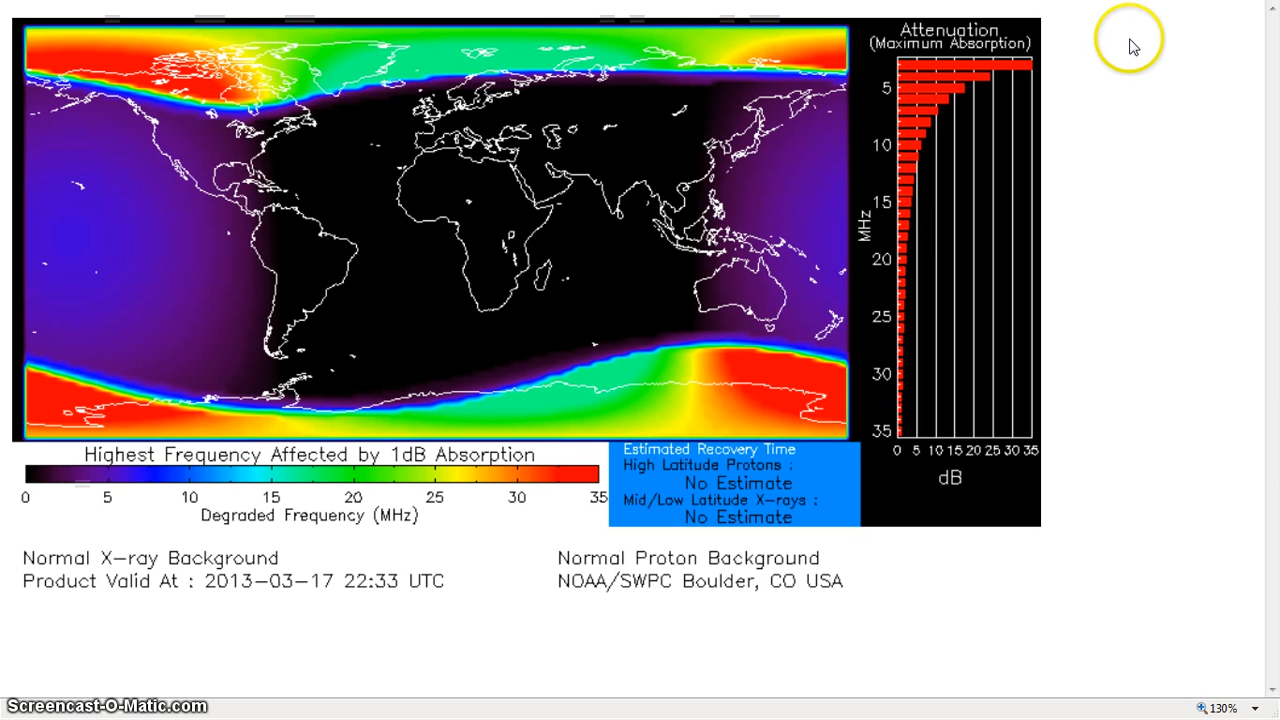 Attenuation
(Maximum Absorption)
5
10
15
20
25
30
35
MHz
0 5 10 15 20 25 30 35
dB
Highest Frequency Affected by 1dB Absorption
0 5 10 15 20 25 30 35
Degraded Frequency (MHz)
Estimated Recovery Time
High Latitude Protons :
No Estimate
Mid/Low Latitude X-rays :
No Estimate
Normal X-ray Background
Normal Proton Background
Product Valid At : 2013-03-17 22:33 UTC
NOAA/SWPC Boulder, CO USA
Screencast-O-Matic.com
130%